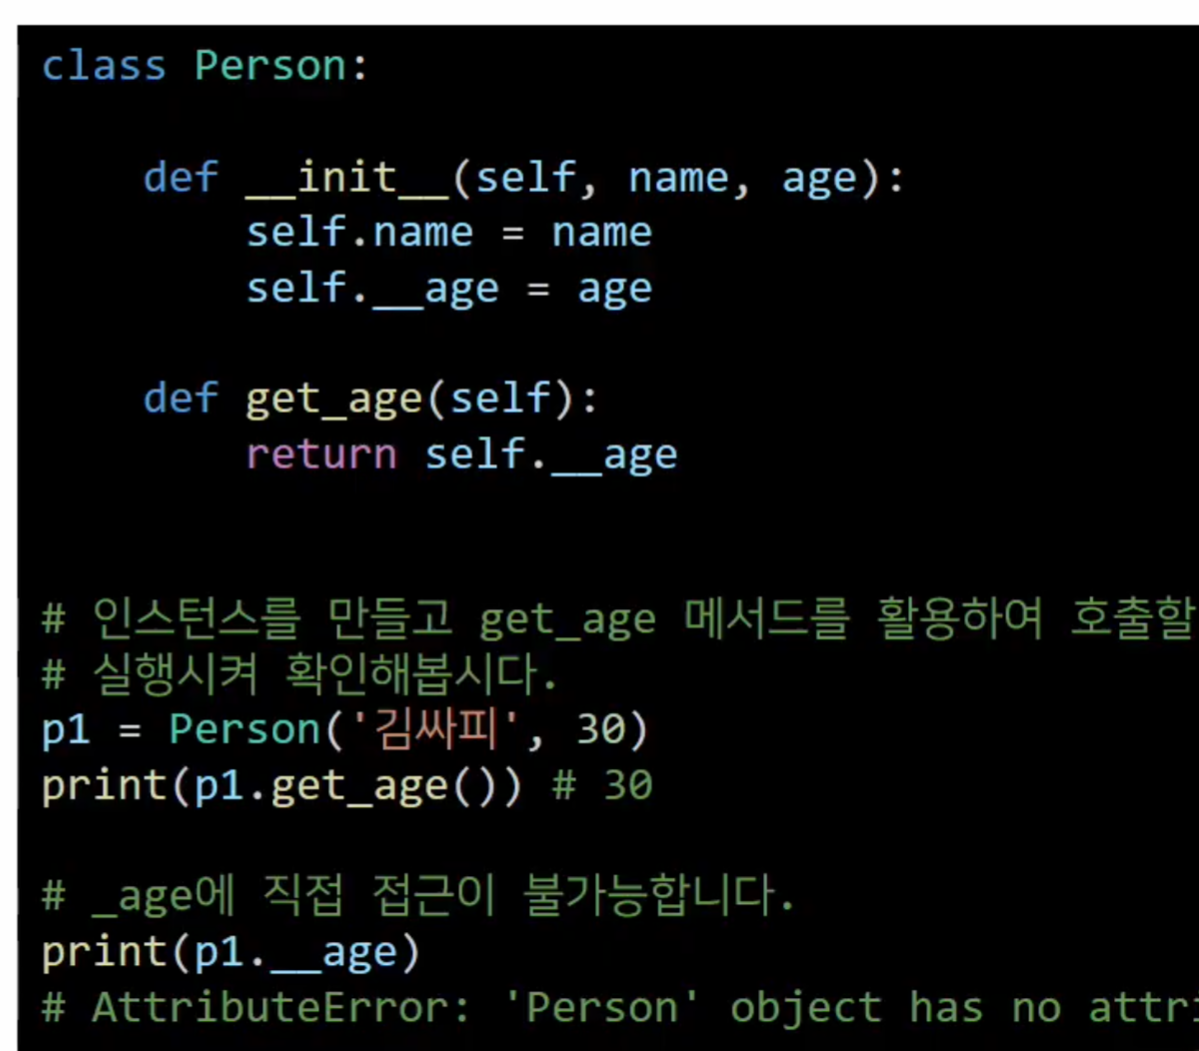 class Person:
def __init__(self, name, age):
self.name = name
self.__age = age
def get_age(self):
return self.__age
# 인스턴스를 만들고 get_age 메서드를 활용하여 호출할
# 실행시켜 확인해봅시다.
p1 = Person('김싸피', 30)
print(p1.get_age()) # 30
# _age에 직접 접근이 불가능합니다.
print(p1.__age)
# AttributeError: 'Person' object has no attri